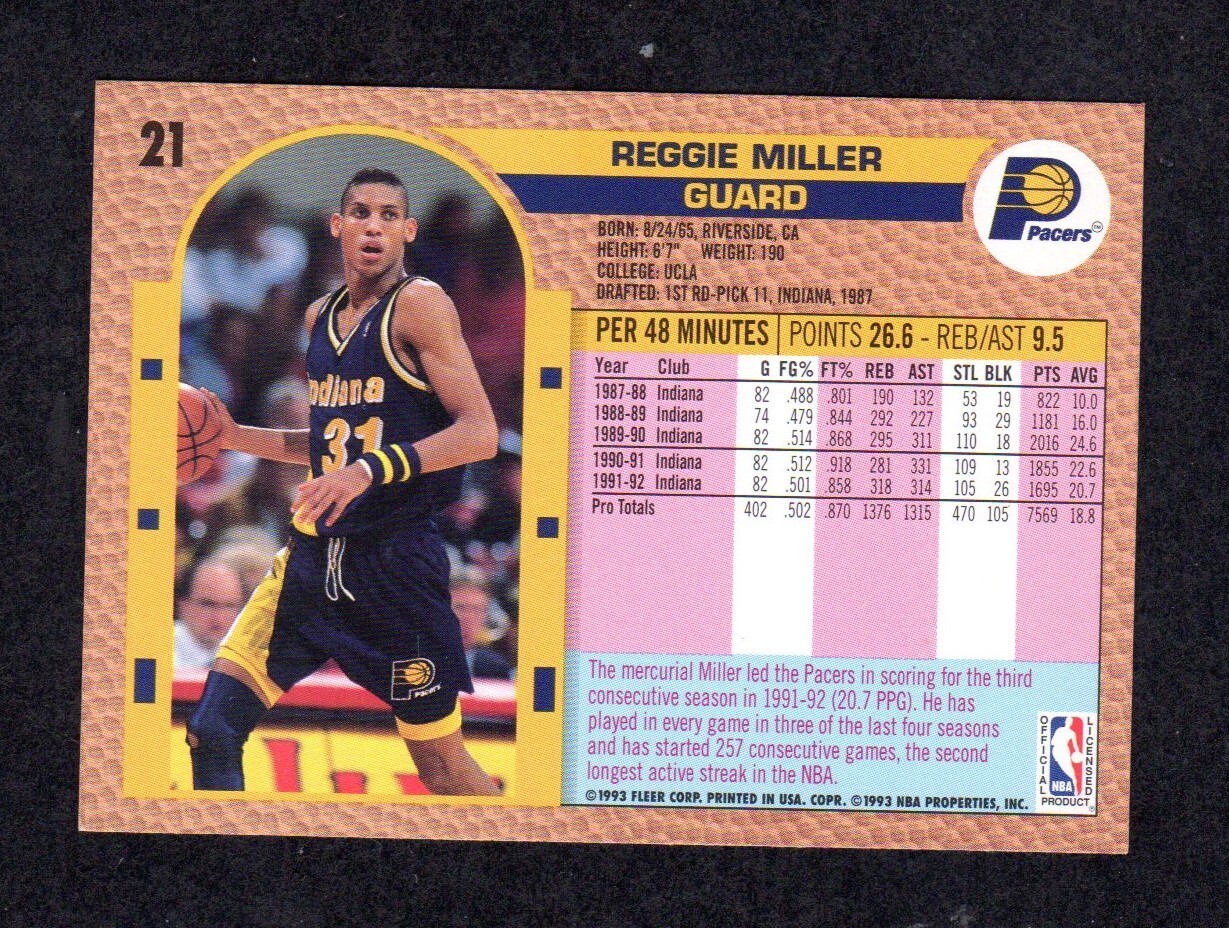 21
REGGIE MILLER
GUARD
Pacers™
BORN: 8/24/65, RIVERSIDE, CA
HEIGHT: 6'7" WEIGHT: 190
COLLEGE: UCLA
DRAFTED: 1ST RD-PICK 11, INDIANA, 1987
PER 48 MINUTES POINTS 26.6 - REB/AST 9.5
Year Club G FG% FT% REB AST STL BLK PTS AVG
1987-88 Indiana 82 .488 .801 190 132 53 19 822 10.0
1988-89 Indiana 74 .479 .844 292 227 93 29 1181 16.0
1989-90 Indiana 82 .514 .868 295 311 110 18 2016 24.6
1990-91 Indiana 82 .512 .918 281 331 109 13 1855 22.6
1991-92 Indiana 82 .501 .858 318 314 105 26 1695 20.7
Pro Totals 402 .502 .870 1376 1315 470 105 7569 18.8
Indiana
31
Pacers
The mercurial Miller led the Pacers in scoring for the third
consecutive season in 1991-92 (20.7 PPG). He has
played in every game in three of the last four seasons
and has started 257 consecutive games, the second
longest active streak in the NBA.
©1993 FLEER CORP. PRINTED IN USA. COPR. ©1993 NBA PROPERTIES, INC.
OFFICIAL
LICENSED
NBA
PRODUCT®